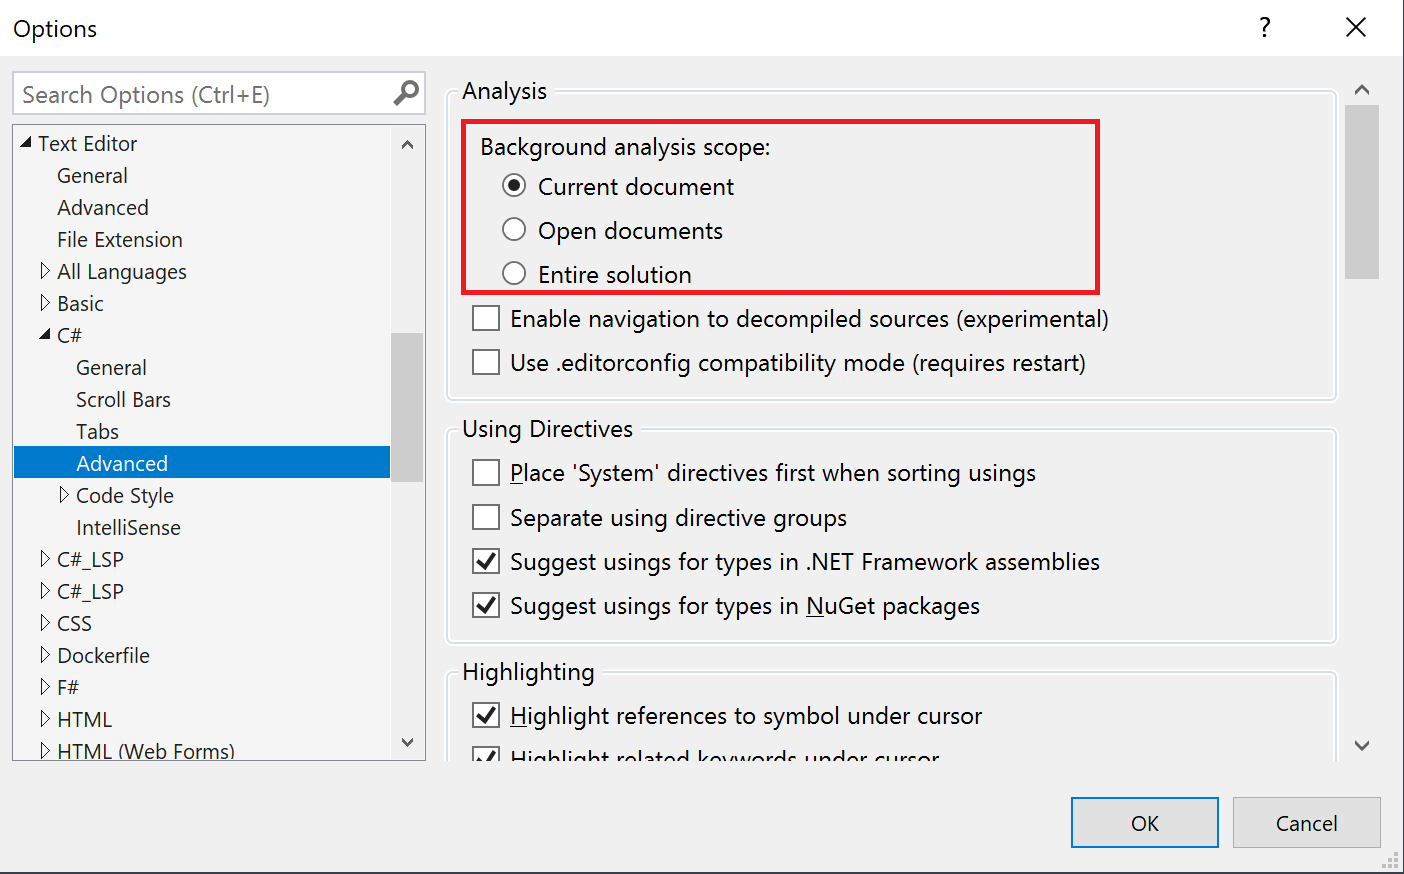 Options
?
Search Options (Ctrl+E)
Text Editor
General
Advanced
File Extension
All Languages
Basic
C#
General
Scroll Bars
Tabs
Advanced
Code Style
IntelliSense
C#_LSP
C#_LSP
CSS
Dockerfile
F#
HTML
HTML (Web Forms)
Analysis
Background analysis scope:
Current document
Open documents
Entire solution
Enable navigation to decompiled sources (experimental)
Use .editorconfig compatibility mode (requires restart)
Using Directives
Place 'System' directives first when sorting usings
Separate using directive groups
Suggest usings for types in .NET Framework assemblies
Suggest usings for types in NuGet packages
Highlighting
Highlight references to symbol under cursor
Highlight related keywords under cursor
OK
Cancel